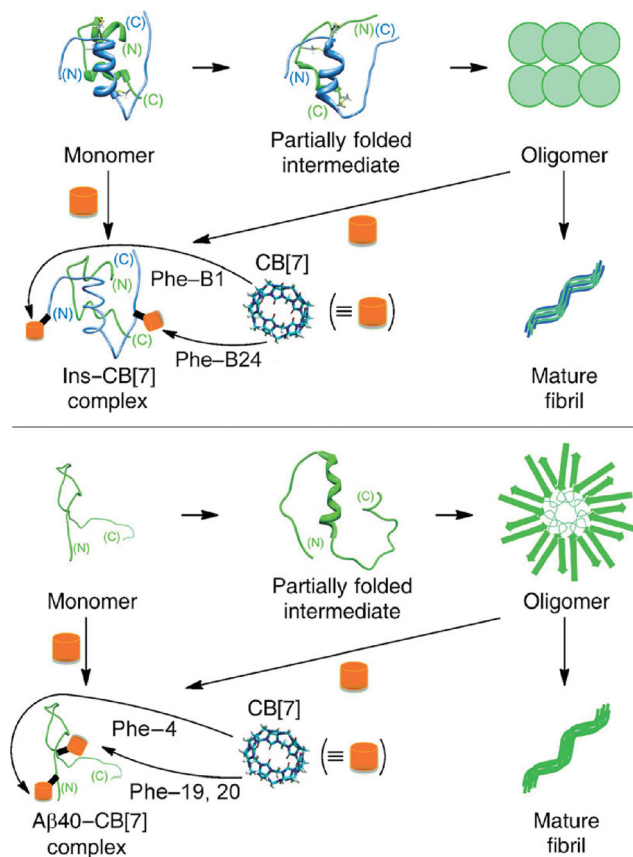 (C)
(N)
(N)
(C)
(N)(C)
(N)
(C)
Monomer
Partially folded
intermediate
Oligomer
Phe–B1
CB[7]
(≡ )
Phe–B24
(C)
(N)
(N)
(C)
Ins–CB[7]
complex
Mature
fibril
(N)
(C)
(C)
(N)
Monomer
Partially folded
intermediate
Oligomer
Phe–4
CB[7]
(≡ )
Phe–19, 20
(C)
(N)
Aβ40–CB[7]
complex
Mature
fibril